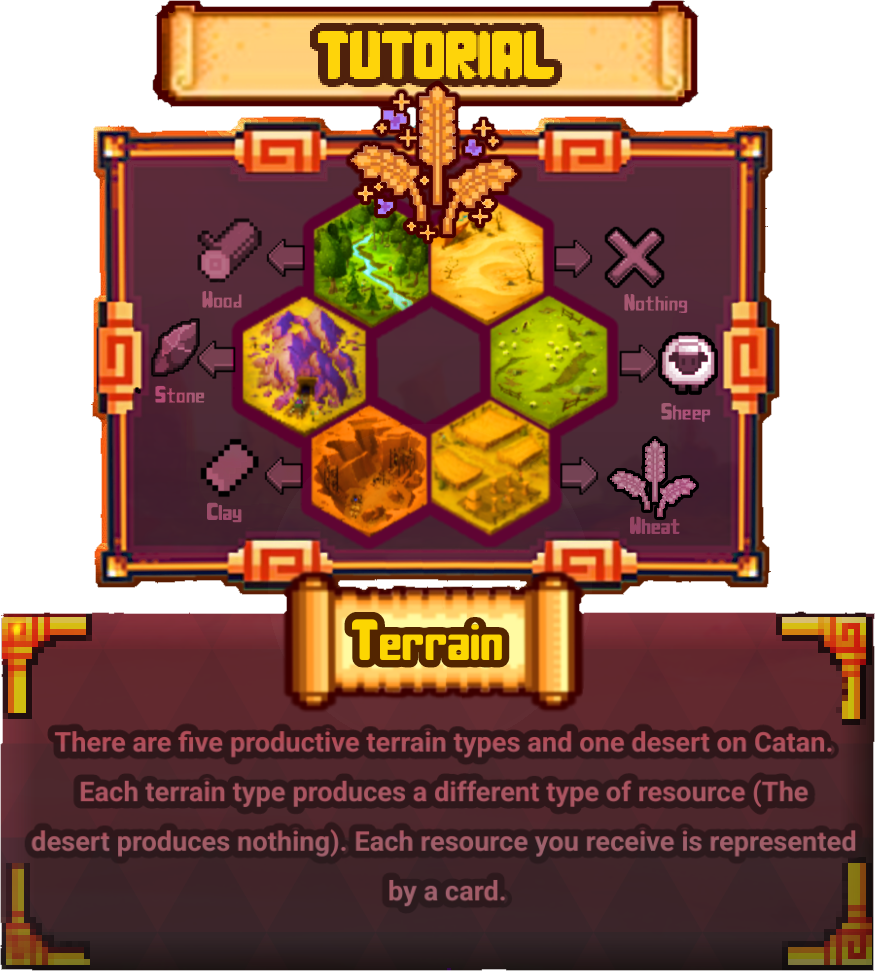 TUTORIAL
Wood
Nothing
Stone
Sheep
Clay
Wheat
Terrain
There are five productive terrain types and one desert on Catan.
Each terrain type produces a different type of resource (The
desert produces nothing). Each resource you receive is represented
by a card.